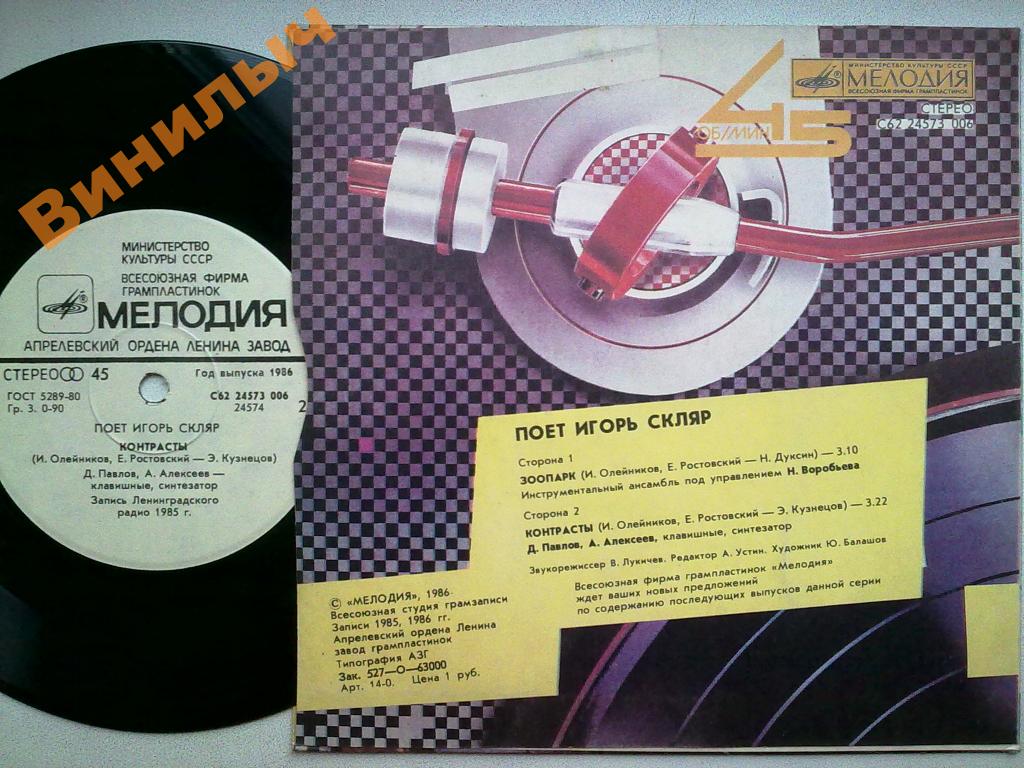 Винилыч
МИНИСТЕРСТВО
КУЛЬТУРЫ СССР
ВСЕСОЮЗНАЯ ФИРМА
ГРАМПЛАСТИНОК
МЕЛОДИЯ
АПРЕЛЕВСКИЙ ОРДЕНА ЛЕНИНА ЗАВОД
СТЕРЕО 45
Год выпуска 1986
ГОСТ 5289-80
Гр. 3. 0-90
С62 24573 006
24574
2
ПОЕТ ИГОРЬ СКЛЯР
КОНТРАСТЫ
(И. Олейников, Е. Ростовский — Э. Кузнецов)
Д. Павлов, А. Алексеев —
клавишные, синтезатор
Запись Ленинградского
радио 1985 г.
45
ОБ/МИН
МИНИСТЕРСТВО КУЛЬТУРЫ СССР
МЕЛОДИЯ
ВСЕСОЮЗНАЯ ФИРМА ГРАМПЛАСТИНОК
СТЕРЕО
С62 24573 006
ПОЕТ ИГОРЬ СКЛЯР
Сторона 1
ЗООПАРК (И. Олейников, Е. Ростовский — Н. Дуксин) — 3.10
Инструментальный ансамбль под управлением Н. Воробьева
Сторона 2
КОНТРАСТЫ (И. Олейников, Е. Ростовский — Э. Кузнецов) — 3.22
Д. Павлов, А. Алексеев, клавишные, синтезатор
Звукорежиссер В. Лукичев. Редактор А. Устин. Художник Ю. Балашов
Всесоюзная фирма грампластинок «Мелодия»
ждет ваших новых предложений
по содержанию последующих выпусков данной серии
© «МЕЛОДИЯ», 1986
Всесоюзная студия грамзаписи
Записи 1985, 1986 гг.
Апрелевский ордена Ленина
завод грампластинок
Типография АЗГ
Зак. 527—О—63000
Арт. 14-0. Цена 1 руб.